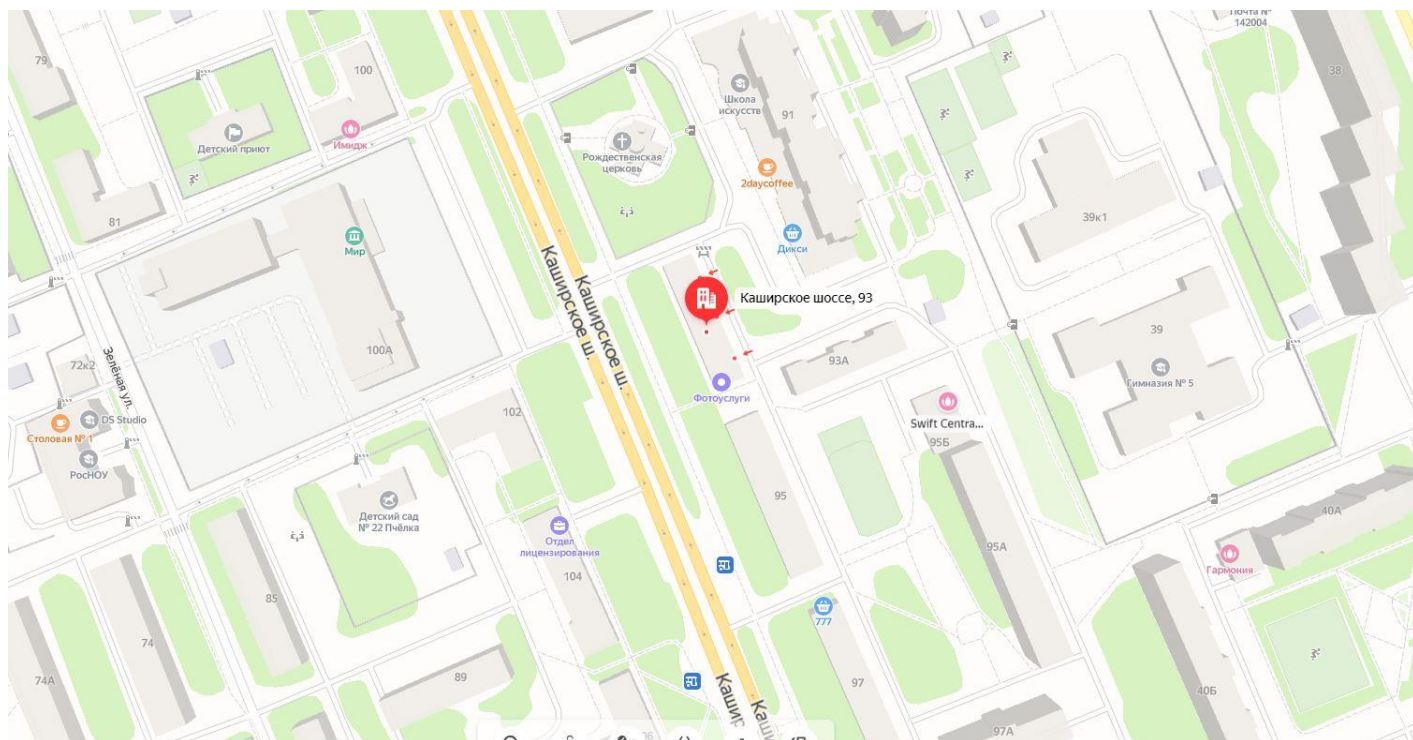 Почта №
142004
79
100
38
Школа
искусств
91
Детский приют
Имидж
Рождественская
церковь
2daycoffee
39к1
81
Мир
Дикси
Каширское ш.
Каширское ш.
Каширское шоссе, 93
100А
93А
39
Гимназия № 5
72к2
Зелёная ул.
Фотоуслуги
102
DS Studio
Столовая № 1
Swift Centra...
95Б
РосНОУ
95
Детский сад
№ 22 Пчёлка
40А
Отдел
лицензирования
95А
Гармония
104
85
777
74
89
74А
97
40Б
Кашир
Каши
97А